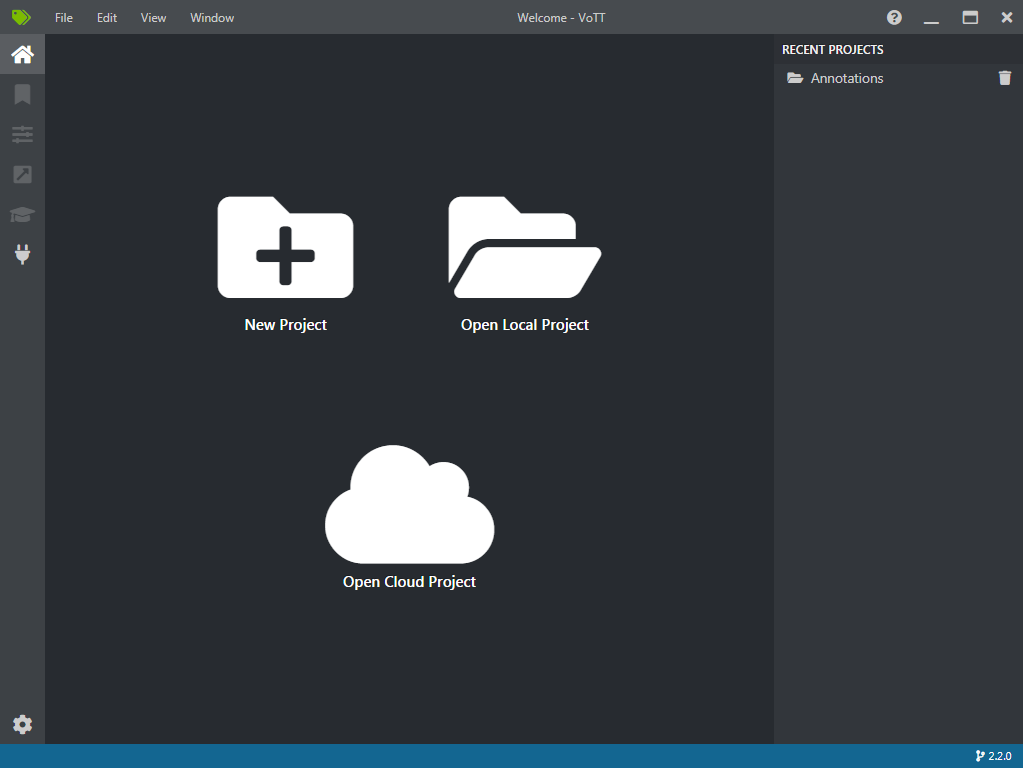 File Edit View Window Welcome - VoTT
RECENT PROJECTS
Annotations
New Project
Open Local Project
Open Cloud Project
2.2.0